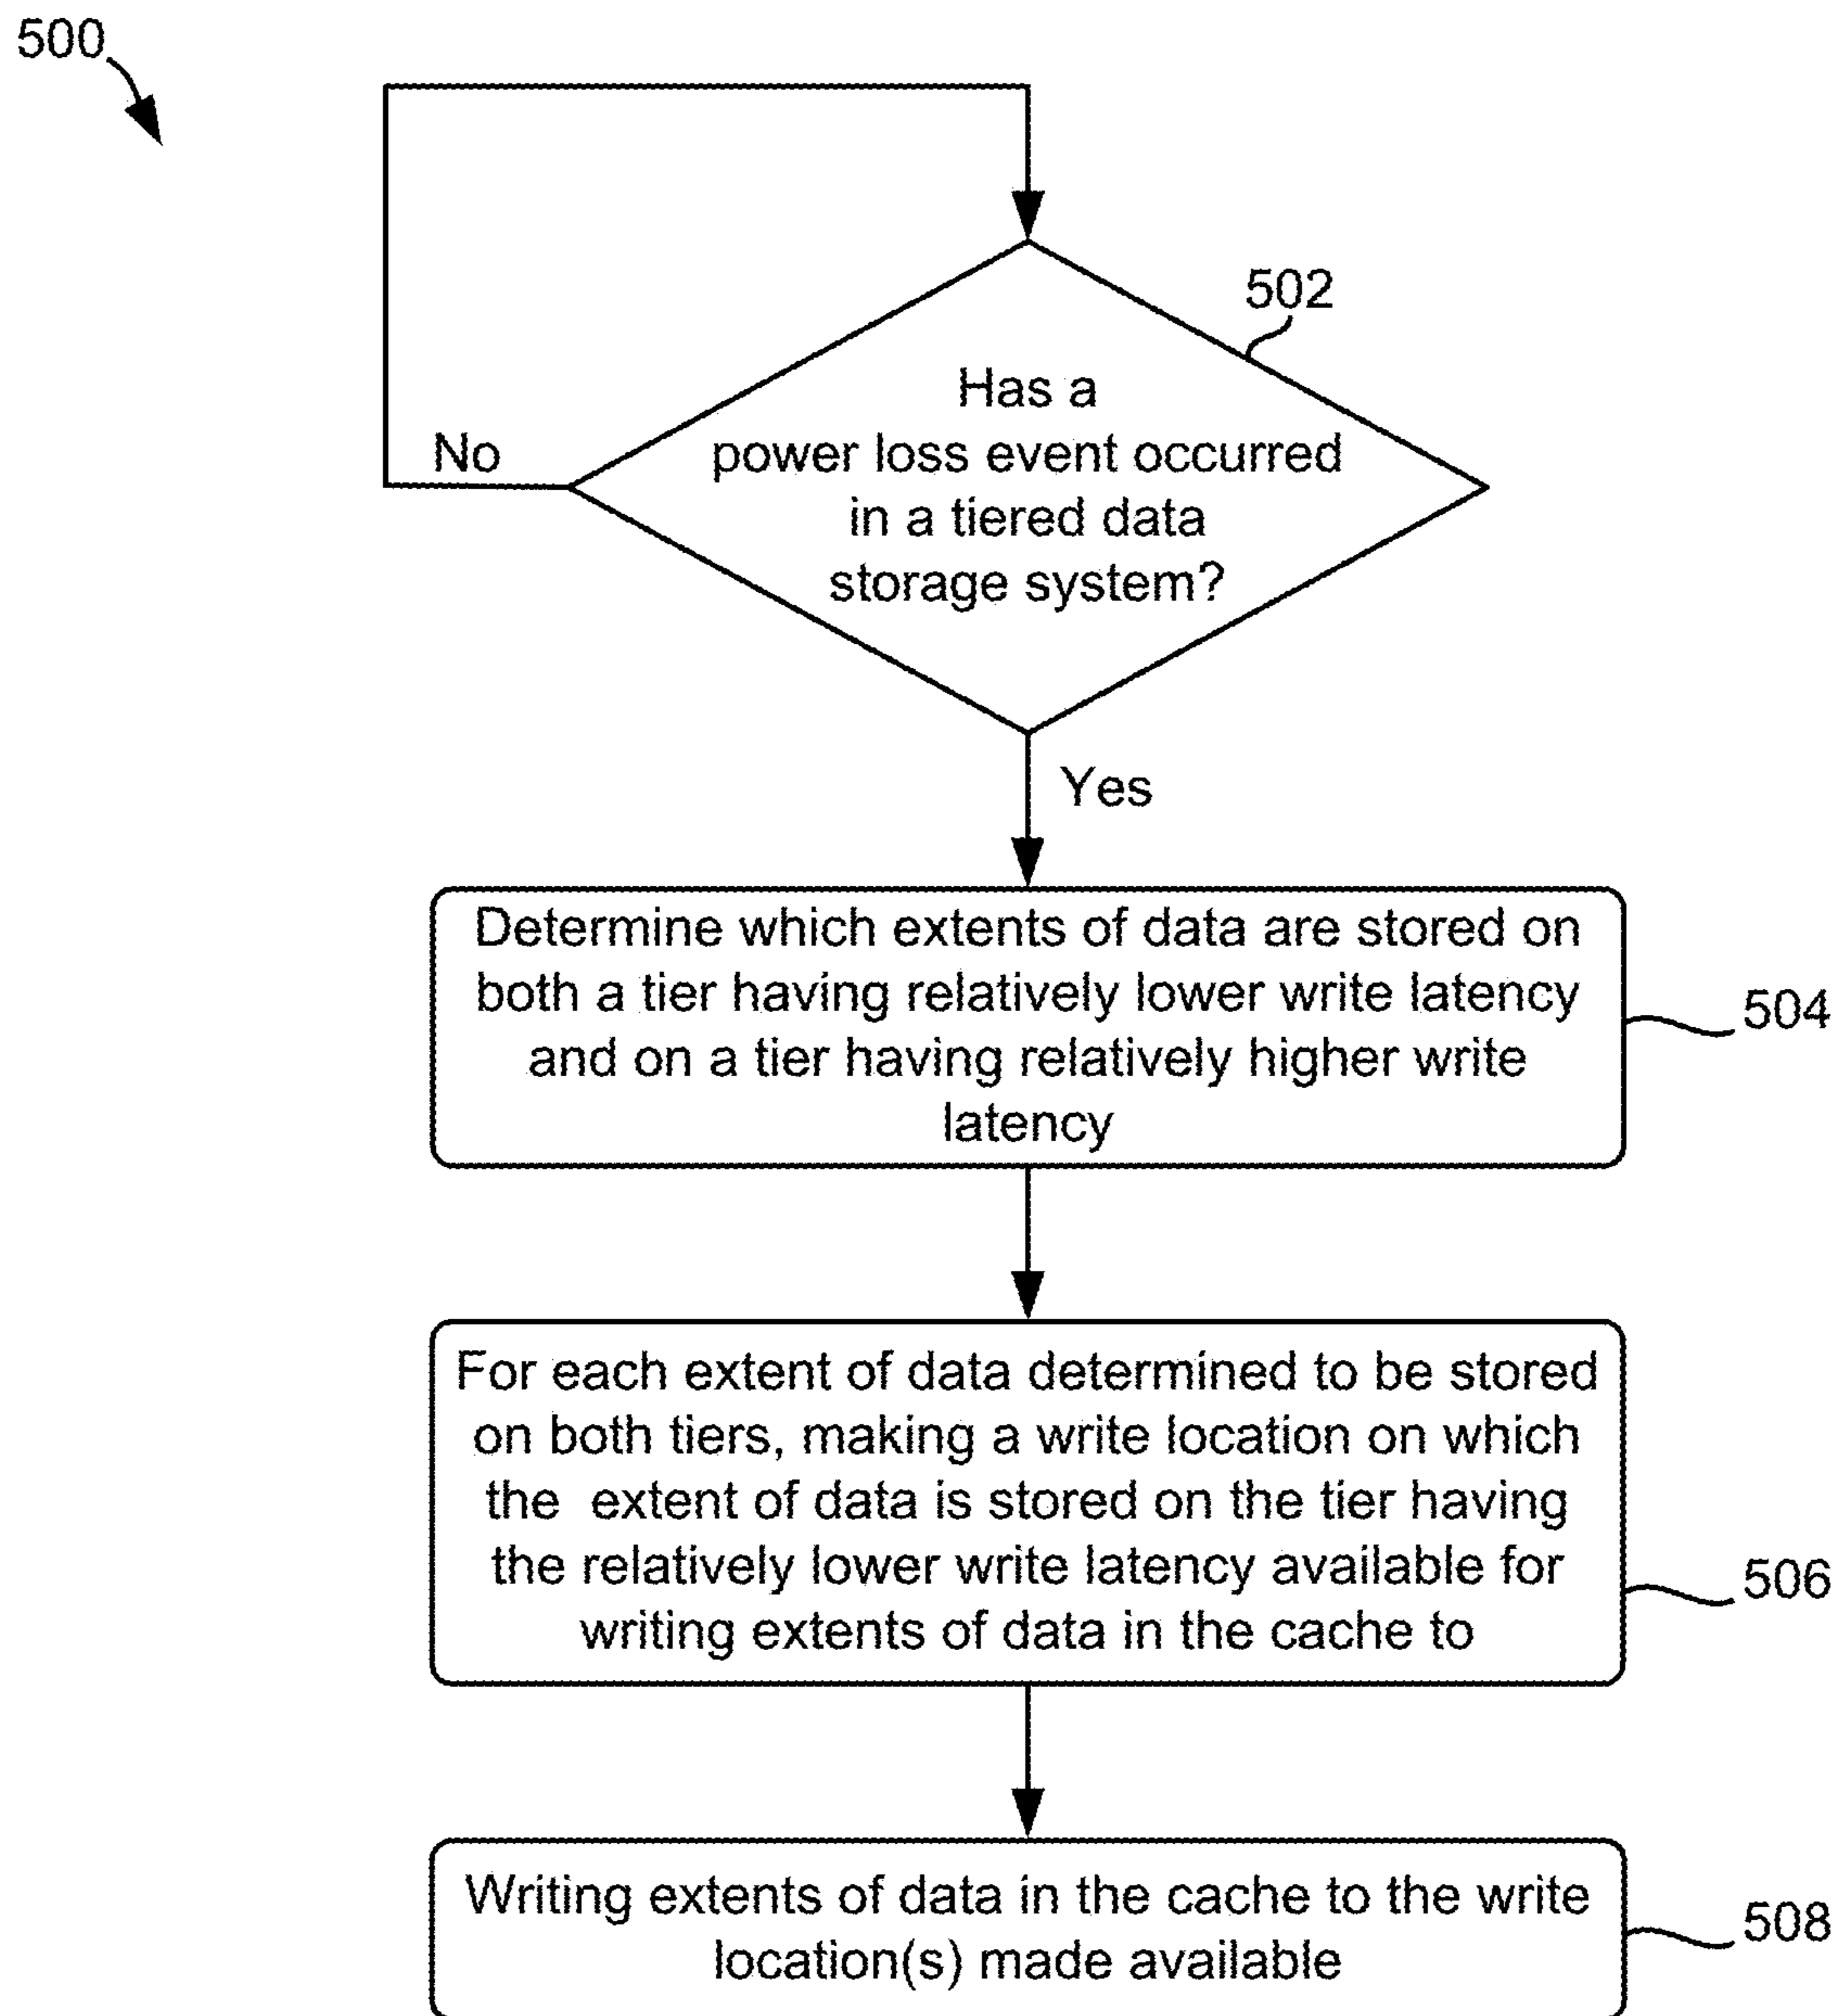 500
502
Has a
power loss event occurred
in a tiered data
storage system?
No
Yes
Determine which extents of data are stored on
both a tier having relatively lower write latency
and on a tier having relatively higher write
latency
504
For each extent of data determined to be stored
on both tiers, making a write location on which
the extent of data is stored on the tier having
the relatively lower write latency available for
writing extents of data in the cache to
506
Writing extents of data in the cache to the write
location(s) made available
508